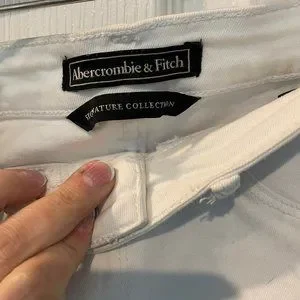 Abercrombie & Fitch
SIGNATURE COLLECTION